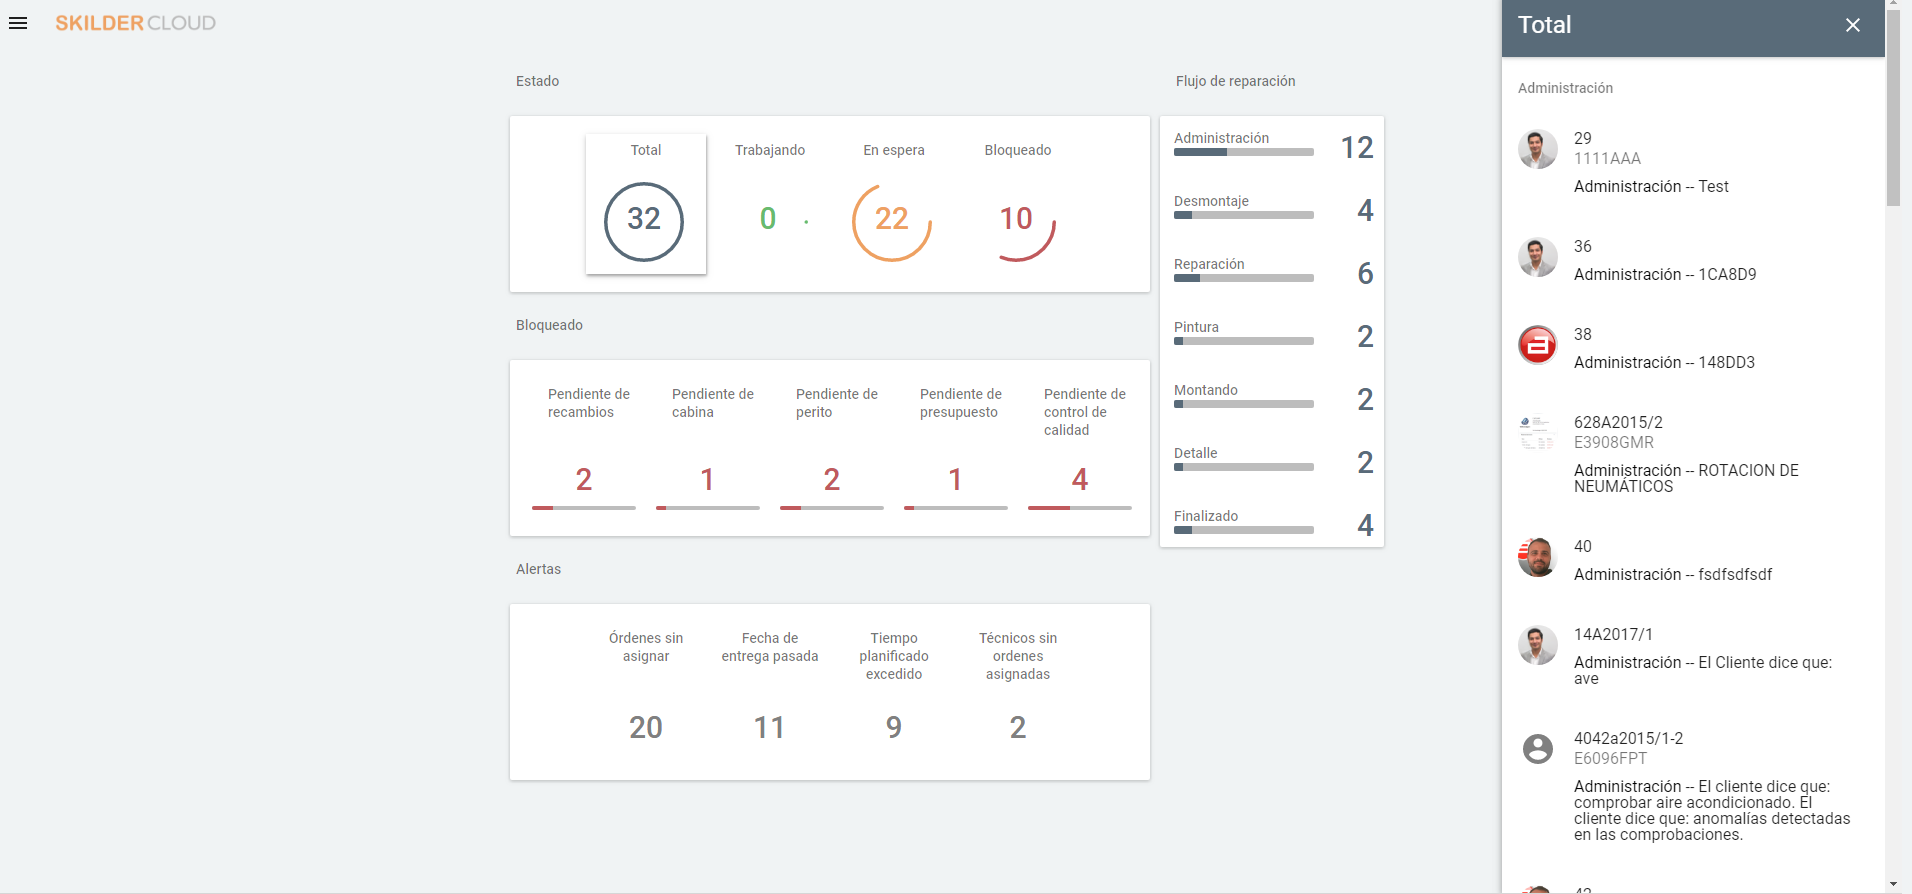 SKILDER CLOUD
Estado
Total
Trabajando
En espera
Bloqueado
32
0
22
10
Bloqueado
Pendiente de
recambios
Pendiente de
cabina
Pendiente de
perito
Pendiente de
presupuesto
Pendiente de
control de
calidad
2
1
2
1
4
Alertas
Órdenes sin
asignar
Fecha de
entrega pasada
Tiempo
planificado
excedido
Técnicos sin
ordenes
asignadas
20
11
9
2
Flujo de reparación
Administración 12
Desmontaje 4
Reparación 6
Pintura 2
Montando 2
Detalle 2
Finalizado 4
Total
Administración
29
1111AAA
Administración -- Test
36
Administración -- 1CA8D9
38
Administración -- 148DD3
628A2015/2
E3908GMR
Administración -- ROTACION DE
NEUMÁTICOS
40
Administración -- fsdfsdfsdf
14A2017/1
Administración -- El Cliente dice que:
ave
4042a2015/1-2
E6096FPT
Administración -- El cliente dice que:
comprobar aire acondicionado. El
cliente dice que: anomalías detectadas
en las comprobaciones.